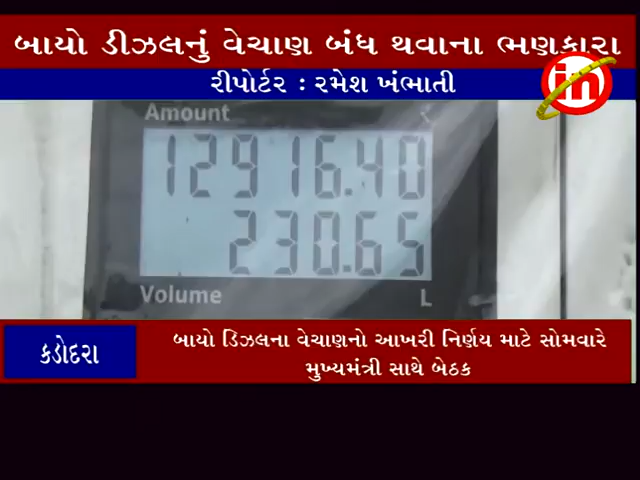 બાયો ડીઝલનું વેચાણ બંધ થવાના ભણકારા
રીપોર્ટર : રમેશ ખંભાતી
in
Amount
12916.40
230.65
Volume L
કડોદરા
બાયો ડિઝલના વેચાણનો આખરી નિર્ણય માટે સોમવારે
મુખ્યમંત્રી સાથે બેઠક